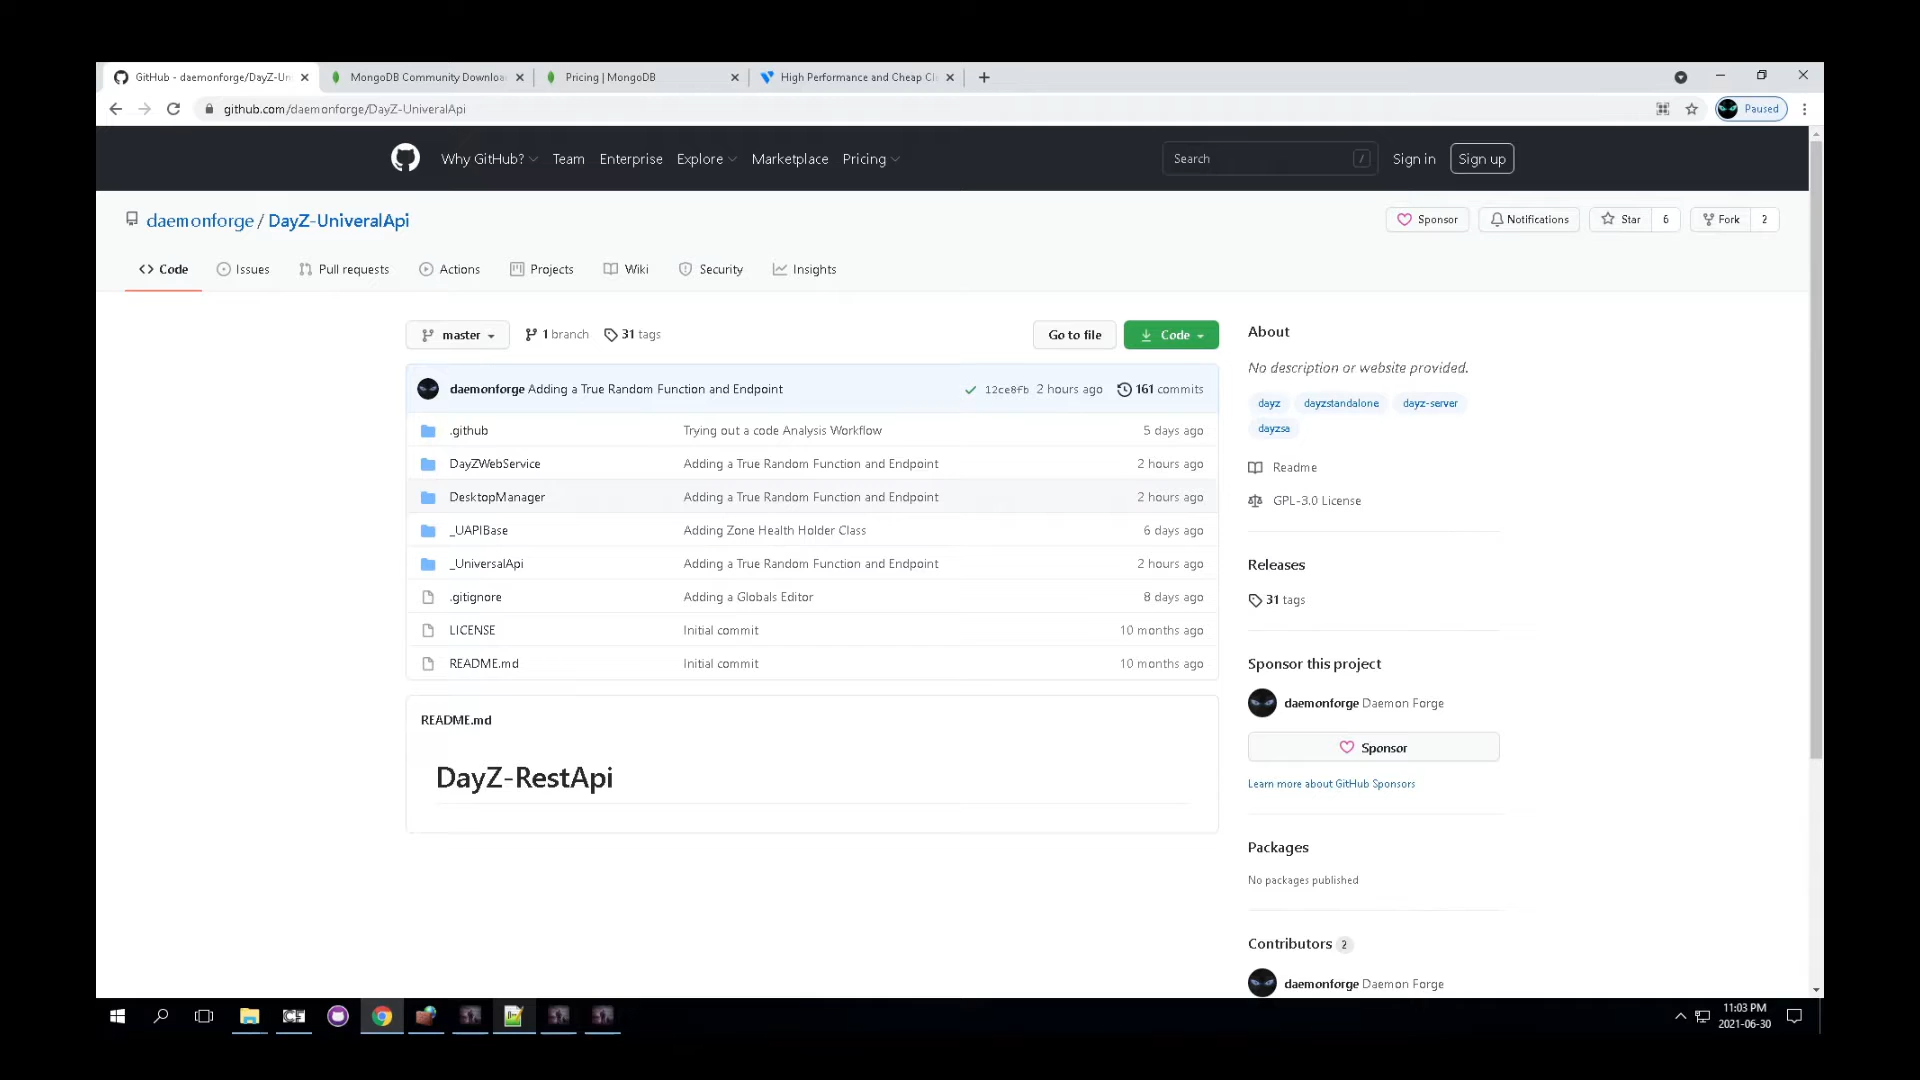 GitHub - daemonforge/DayZ-Un
MongoDB Community Downloa
Pricing | MongoDB
High Performance and Cheap Cl
github.com/daemonforge/DayZ-UniveralApi
Paused
Why GitHub? Team Enterprise Explore Marketplace Pricing
Search /
Sign in Sign up
daemonforge / DayZ-UniveralApi
Sponsor Notifications Star 6 Fork 2
Code Issues Pull requests Actions Projects Wiki Security Insights
master 1 branch 31 tags
Go to file Code
daemonforge Adding a True Random Function and Endpoint 12ce8fb 2 hours ago 161 commits
.github Trying out a code Analysis Workflow 5 days ago
DayZWebService Adding a True Random Function and Endpoint 2 hours ago
DesktopManager Adding a True Random Function and Endpoint 2 hours ago
_UAPIBase Adding Zone Health Holder Class 6 days ago
_UniversalApi Adding a True Random Function and Endpoint 2 hours ago
.gitignore Adding a Globals Editor 8 days ago
LICENSE Initial commit 10 months ago
README.md Initial commit 10 months ago
README.md
DayZ-RestApi
About
No description or website provided.
dayz dayzstandalone dayz-server
dayzsa
Readme
GPL-3.0 License
Releases
31 tags
Sponsor this project
daemonforge Daemon Forge
Sponsor
Learn more about GitHub Sponsors
Packages
No packages published
Contributors 2
daemonforge Daemon Forge
11:03 PM
2021-06-30